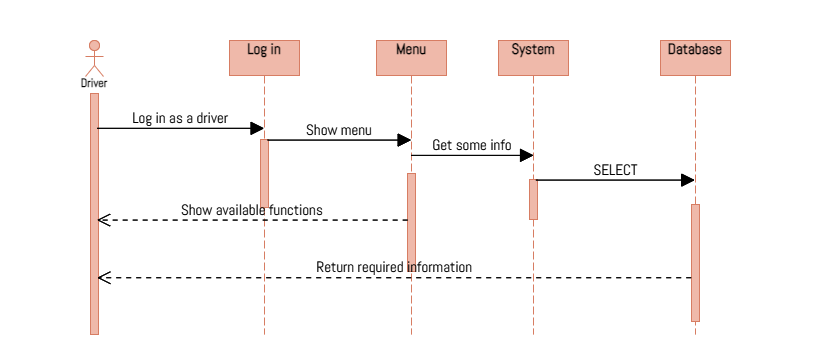 Log in
Menu
System
Database
Driver
Log in as a driver
Show menu
Get some info
SELECT
Show available functions
Return required information